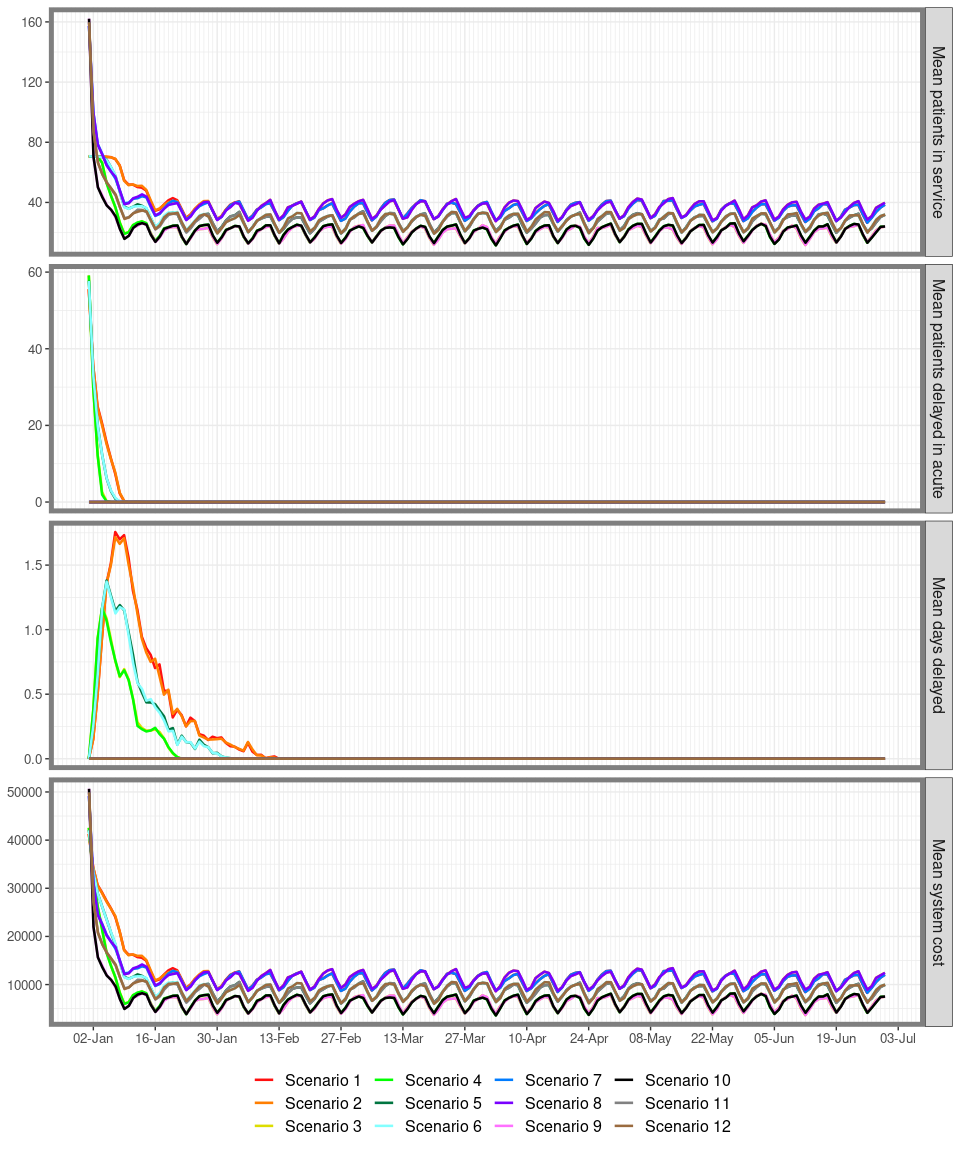 160
120
80
40
Mean patients in service
60
40
20
0
Mean patients delayed in acute
1.5
1.0
0.5
0.0
Mean days delayed
50000
40000
30000
20000
10000
Mean system cost
02-Jan 16-Jan 30-Jan 13-Feb 27-Feb 13-Mar 27-Mar 10-Apr 24-Apr 08-May 22-May 05-Jun 19-Jun 03-Jul
Scenario 1 Scenario 4 Scenario 7 Scenario 10
Scenario 2 Scenario 5 Scenario 8 Scenario 11
Scenario 3 Scenario 6 Scenario 9 Scenario 12